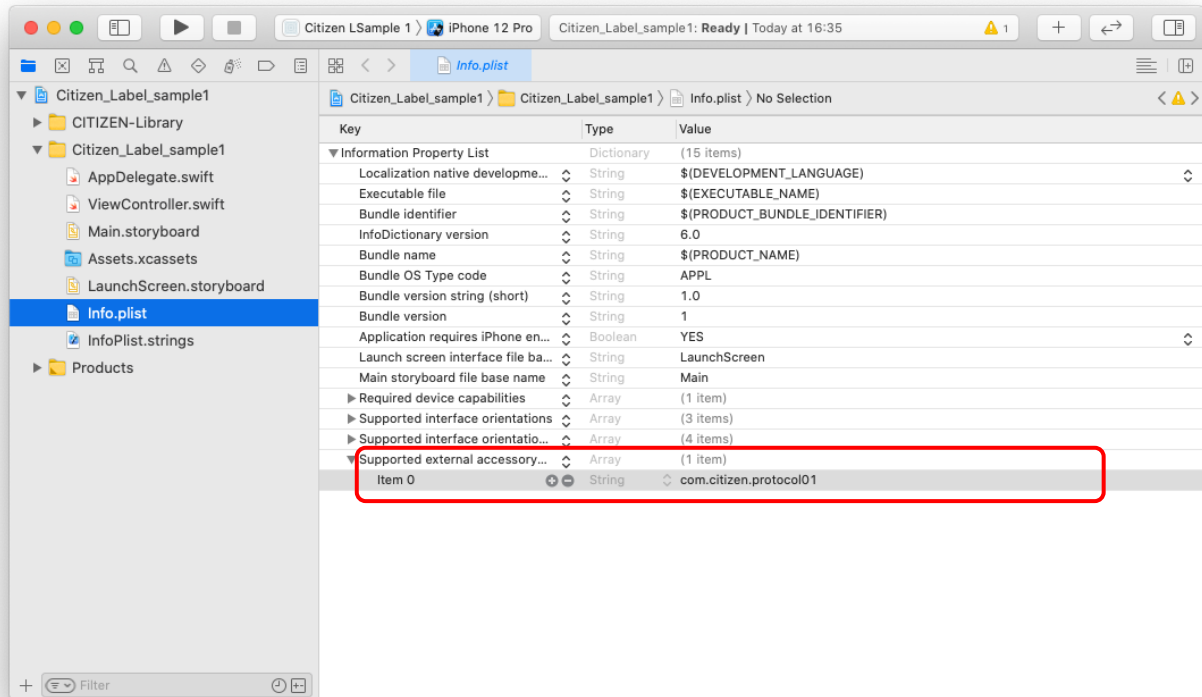 Citizen LSample 1 〉 iPhone 12 Pro
Citizen_Label_sample1: Ready | Today at 16:35
1
Info.plist
Citizen_Label_sample1
CITIZEN-Library
Citizen_Label_sample1
AppDelegate.swift
ViewController.swift
Main.storyboard
Assets.xcassets
LaunchScreen.storyboard
Info.plist
InfoPlist.strings
Products
Filter
Citizen_Label_sample1 〉 Citizen_Label_sample1 〉 Info.plist 〉 No Selection
Key Type Value
Information Property List Dictionary (15 items)
Localization native developme... String $(DEVELOPMENT_LANGUAGE)
Executable file String $(EXECUTABLE_NAME)
Bundle identifier String $(PRODUCT_BUNDLE_IDENTIFIER)
InfoDictionary version String 6.0
Bundle name String $(PRODUCT_NAME)
Bundle OS Type code String APPL
Bundle version string (short) String 1.0
Bundle version String 1
Application requires iPhone en... Boolean YES
Launch screen interface file ba... String LaunchScreen
Main storyboard file base name String Main
Required device capabilities Array (1 item)
Supported interface orientations Array (3 items)
Supported interface orientatio... Array (4 items)
Supported external accessory... Array (1 item)
Item 0 String com.citizen.protocol01